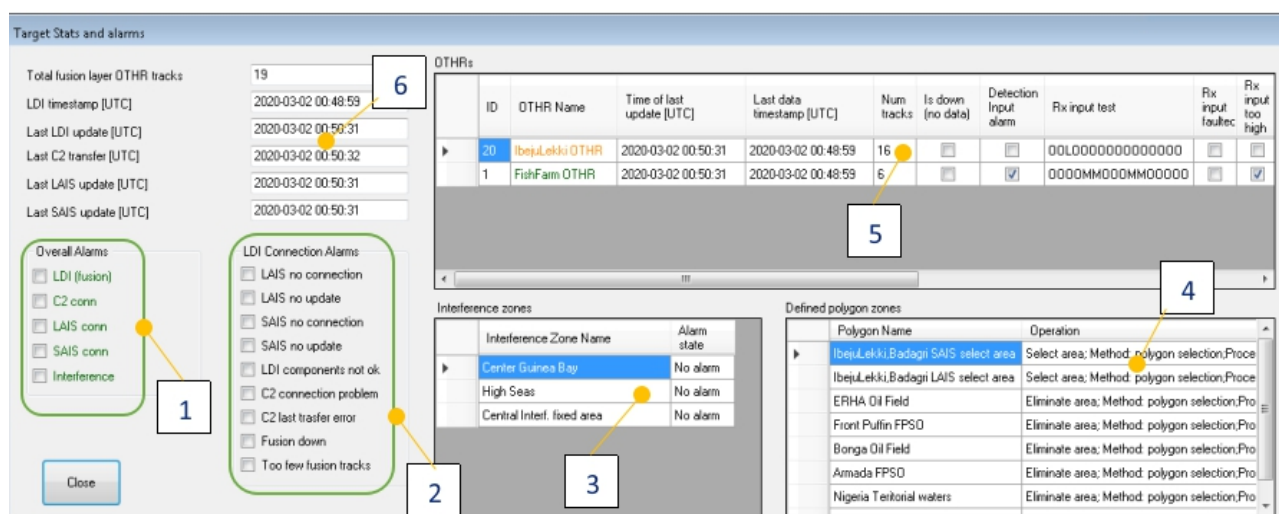 Target Stats and alarms
Total fusion layer OTHR tracks 19
LDI timestamp [UTC] 2020-03-02 00:48:59
Last LDI update [UTC] 2020-03-02 00:50:31
Last C2 transfer [UTC] 2020-03-02 00:50:32
Last LAIS update [UTC] 2020-03-02 00:50:31
Last SAIS update [UTC] 2020-03-02 00:50:31
6
Overall Alarms
LDI (fusion)
C2 conn
LAIS conn
SAIS conn
Interference
1
Close
LDI Connection Alarms
LAIS no connection
LAIS no update
SAIS no connection
SAIS no update
LDI components not ok
C2 connection problem
C2 last trasfer error
Fusion down
Too few fusion tracks
2
OTHRs
ID OTHR Name Time of last update [UTC] Last data timestamp [UTC] Num tracks Is down (no data) Detection Input alarm Rx input test Rx input faultec Rx input too high
20 IbejuLekki OTHR 2020-03-02 00:50:31 2020-03-02 00:48:59 16 00L0000000000000
1 FishFarm OTHR 2020-03-02 00:50:31 2020-03-02 00:48:59 6 0000MM000MM00000
5
Interference zones
Interference Zone Name Alarm state
Center Guinea Bay No alarm
High Seas No alarm
Central Interf. fixed area No alarm
3
Defined polygon zones
4
Polygon Name Operation
IbejuLekki,Badagri SAIS select area Select area; Method: polygon selection;Proce
IbejuLekki,Badagri LAIS select area Select area; Method: polygon selection;Proce
ERHA Oil Field Eliminate area; Method: polygon selection;Pro
Front Puffin FPSO Eliminate area; Method: polygon selection;Pro
Bonga Oil Field Eliminate area; Method: polygon selection;Pro
Armada FPSO Eliminate area; Method: polygon selection;Pro
Nigeria Teritorial waters Eliminate area; Method: polygon selection;Pro